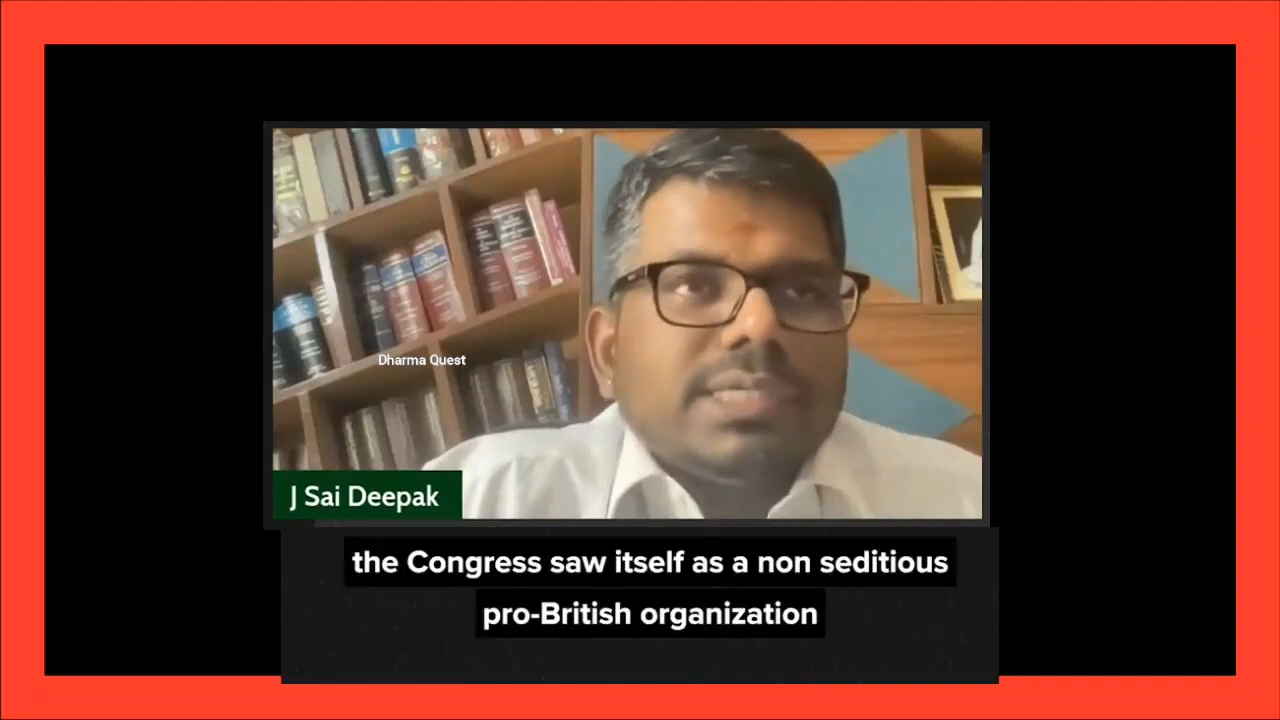 Dharma Quest
J Sai Deepak
the Congress saw itself as a non seditious
pro-British organization